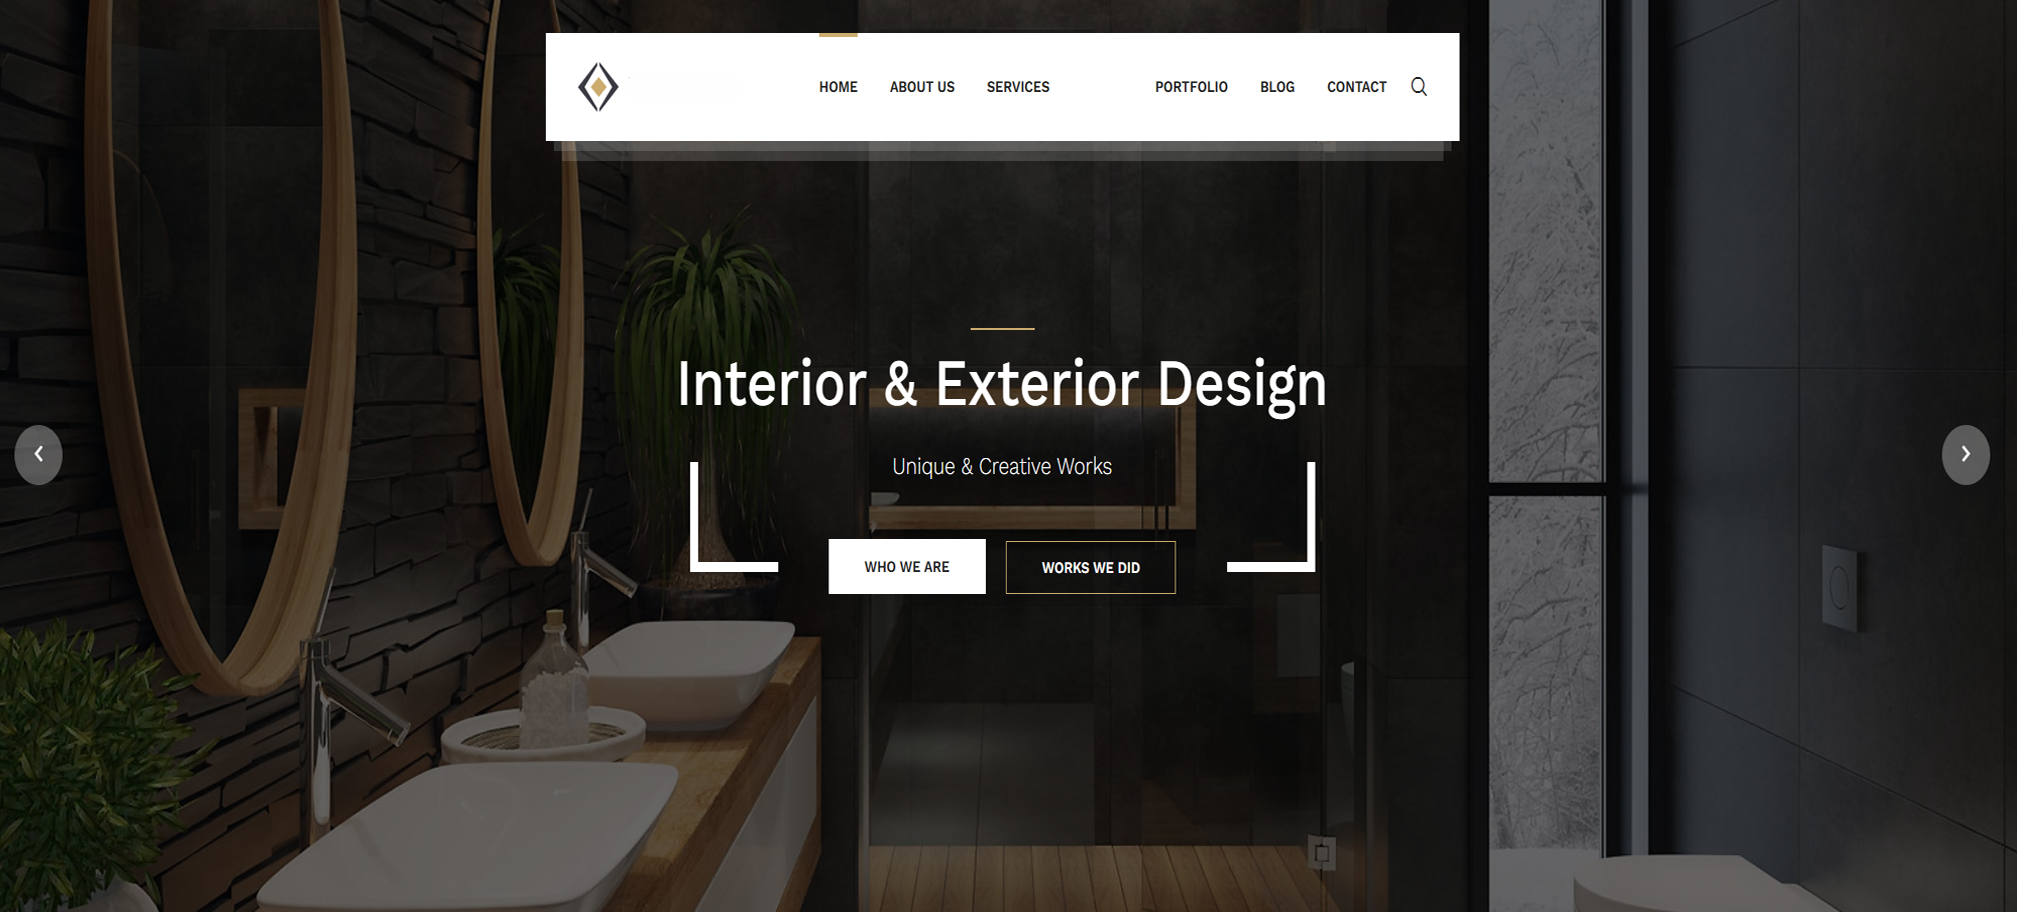 HOME ABOUT US SERVICES PORTFOLIO BLOG CONTACT
Interior & Exterior Design
Unique & Creative Works
WHO WE ARE WORKS WE DID